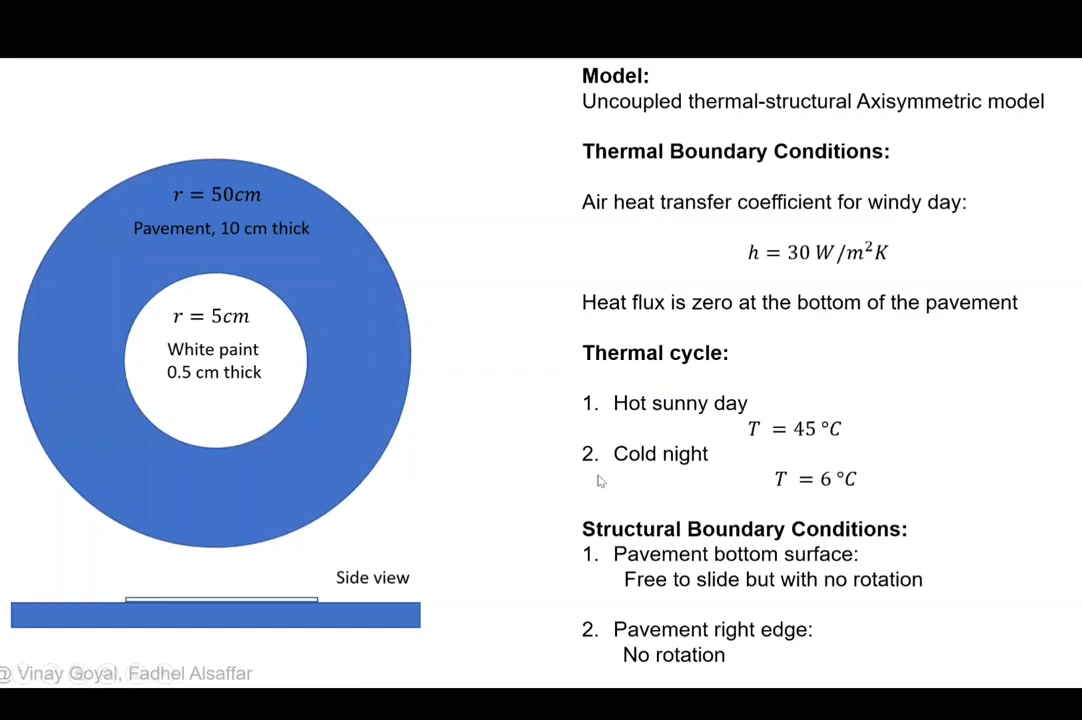 r = 50cm
Pavement, 10 cm thick
r = 5cm
White paint
0.5 cm thick
Side view
@ Vinay Goyal, Fadhel Alsaffar
Model:
Uncoupled thermal-structural Axisymmetric model
Thermal Boundary Conditions:
Air heat transfer coefficient for windy day:
h = 30 W/m²K
Heat flux is zero at the bottom of the pavement
Thermal cycle:
1. Hot sunny day
T = 45 °C
2. Cold night
T = 6 °C
Structural Boundary Conditions:
1. Pavement bottom surface:
Free to slide but with no rotation
2. Pavement right edge:
No rotation